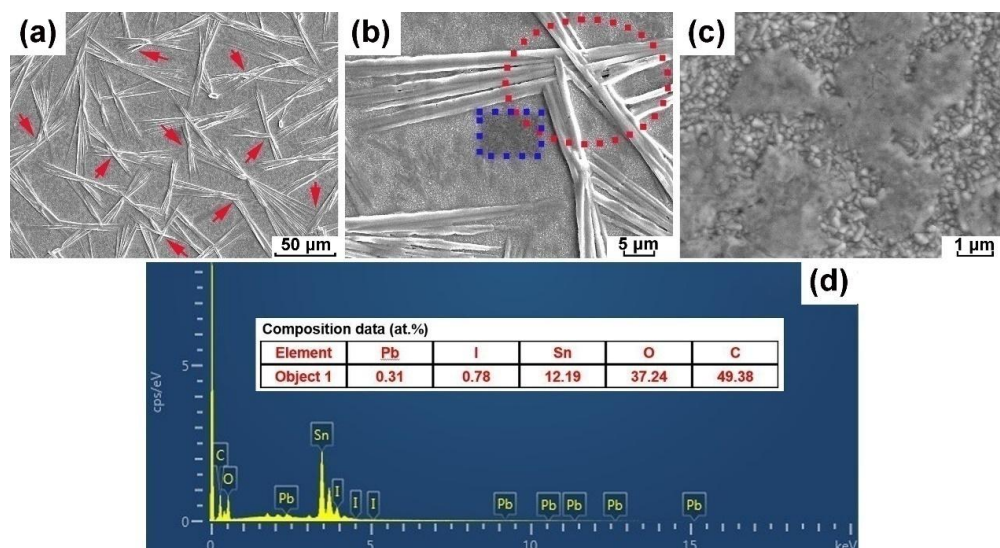 (a)
50 µm
(b)
5 µm
(c)
1 µm
(d)
Composition data (at.%)
Element Pb I Sn O C
Object 1 0.31 0.78 12.19 37.24 49.38
cps/eV
5
0
C
O
Pb
Sn
I
I
I
Pb
Pb
Pb
Pb
Pb
0 5 10 15 keV